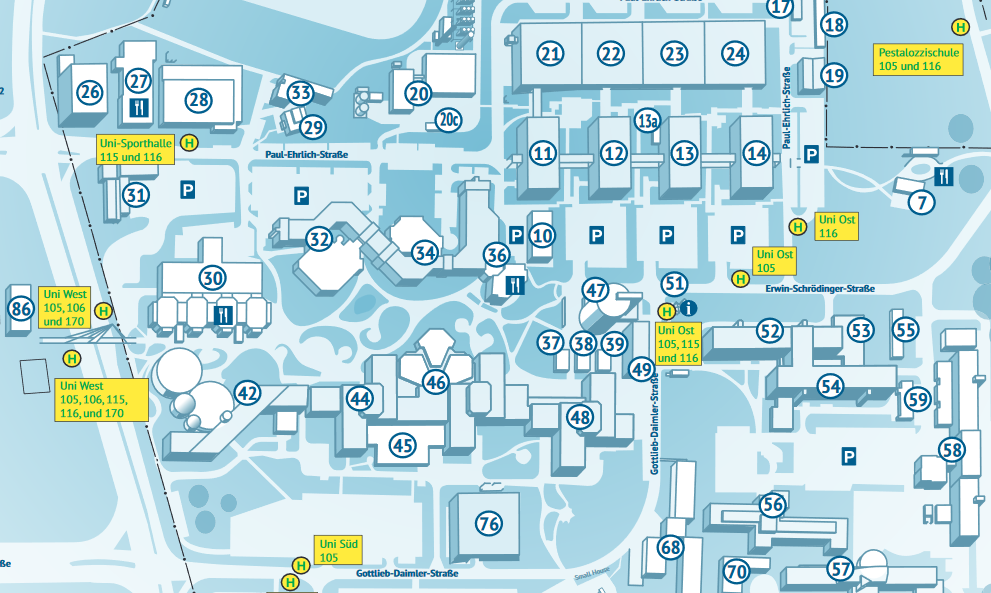 17
18
H
Pestalozzischule
105 und 116
21
22
23
24
19
26
27
28
33
20
29
20c
13a
Paul-Ehrlich-Straße
Uni-Sporthalle
115 und 116
H
Paul-Ehrlich-Straße
11
12
13
14
P
31
P
P
7
32
34
36
P
10
P
P
P
H
Uni Ost
116
Uni Ost
105
H
30
47
51
Erwin-Schrödinger-Straße
86
Uni West
105,106
und 170
H
H
i
Uni Ost
105, 115
und 116
H
37
38
39
49
52
53
55
54
Uni West
105, 106, 115,
116, und 170
42
44
46
45
48
59
Gottlieb-Daimler-Straße
P
58
76
56
Uni Süd
105
H
H
Gottlieb-Daimler-Straße
68
70
57
Small House